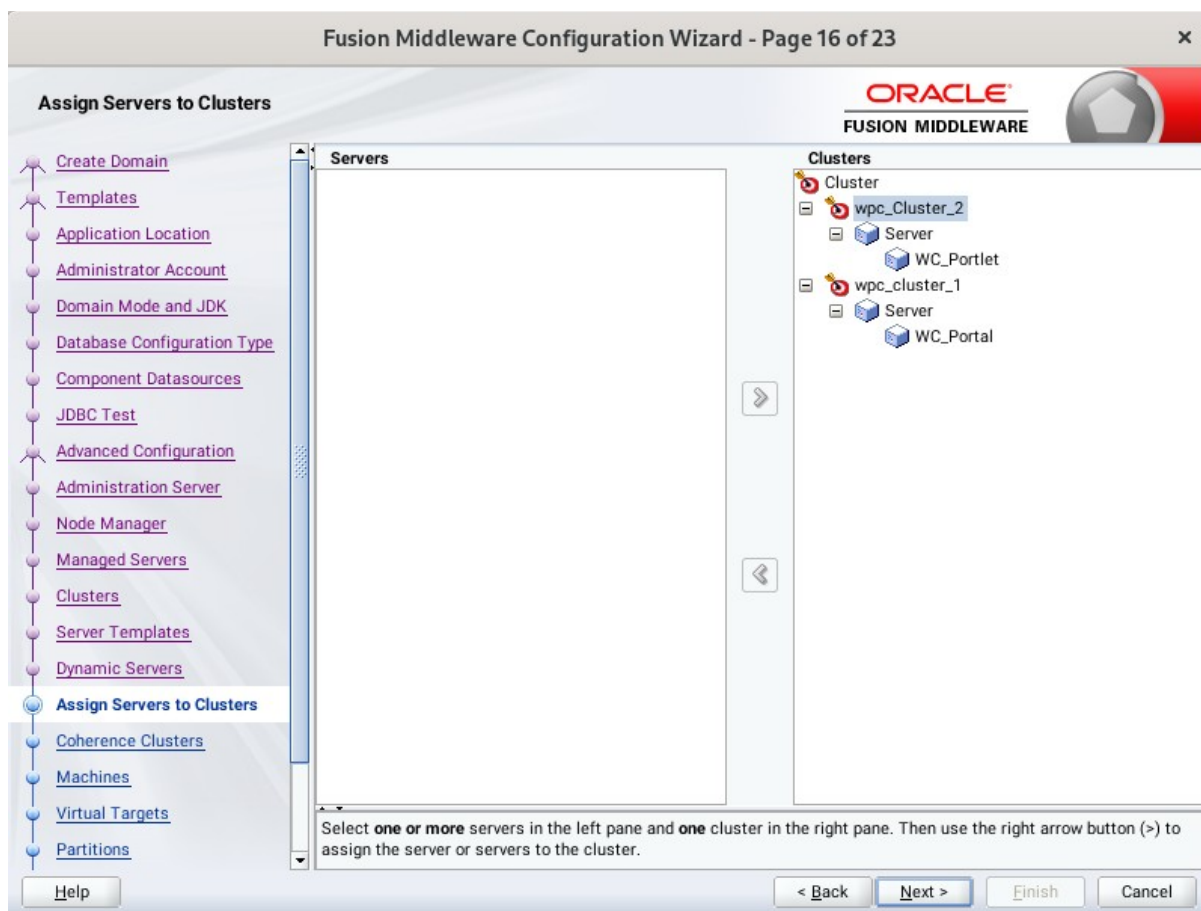 Fusion Middleware Configuration Wizard - Page 16 of 23
Assign Servers to Clusters
ORACLE
FUSION MIDDLEWARE
Create Domain
Templates
Application Location
Administrator Account
Domain Mode and JDK
Database Configuration Type
Component Datasources
JDBC Test
Advanced Configuration
Administration Server
Node Manager
Managed Servers
Clusters
Server Templates
Dynamic Servers
Assign Servers to Clusters
Coherence Clusters
Machines
Virtual Targets
Partitions
Servers
Clusters
Cluster
wpc_Cluster_2
Server
WC_Portlet
wpc_cluster_1
Server
WC_Portal
Select one or more servers in the left pane and one cluster in the right pane. Then use the right arrow button (>) to
assign the server or servers to the cluster.
Help
< Back
Next >
Finish
Cancel